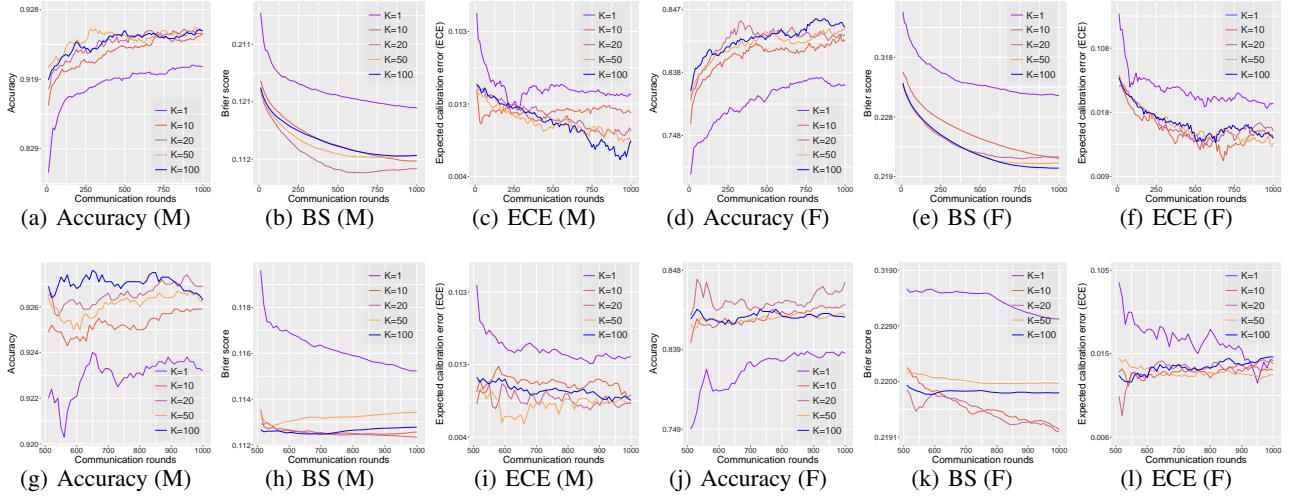 0.928
0.919
0.829
Accuracy
K=1
K=10
K=20
K=50
K=100
0 250 500 750 1000
Communication rounds
(a) Accuracy (M)
0.211
0.121
0.112
Brier score
K=1
K=10
K=20
K=50
K=100
0 250 500 750 1000
Communication rounds
(b) BS (M)
0.103
0.013
0.004
Expected calibration error (ECE)
K=1
K=10
K=20
K=50
K=100
0 250 500 750 1000
Communication rounds
(c) ECE (M)
0.847
0.838
0.748
Accuracy
K=1
K=10
K=20
K=50
K=100
0 250 500 750 1000
Communication rounds
(d) Accuracy (F)
0.318
0.228
0.219
Brier score
K=1
K=10
K=20
K=50
K=100
0 250 500 750 1000
Communication rounds
(e) BS (F)
0.108
0.018
0.009
Expected calibration error (ECE)
K=1
K=10
K=20
K=50
K=100
0 250 500 750 1000
Communication rounds
(f) ECE (F)
0.926
0.924
0.922
0.920
Accuracy
K=1
K=10
K=20
K=50
K=100
500 600 700 800 900 1000
Communication rounds
(g) Accuracy (M)
0.118
0.116
0.114
0.112
Brier score
K=1
K=10
K=20
K=50
K=100
500 600 700 800 900 1000
Communication rounds
(h) BS (M)
0.103
0.013
0.004
Expected calibration error (ECE)
K=1
K=10
K=20
K=50
K=100
500 600 700 800 900 1000
Communication rounds
(i) ECE (M)
0.848
0.839
0.749
Accuracy
K=1
K=10
K=20
K=50
K=100
500 600 700 800 900 1000
Communication rounds
(j) Accuracy (F)
0.3190
0.2290
0.2200
0.2191
Brier score
K=1
K=10
K=20
K=50
K=100
500 600 700 800 900 1000
Communication rounds
(k) BS (F)
0.105
0.015
0.006
Expected calibration error (ECE)
K=1
K=10
K=20
K=50
K=100
500 600 700 800 900 1000
Communication rounds
(l) ECE (F)